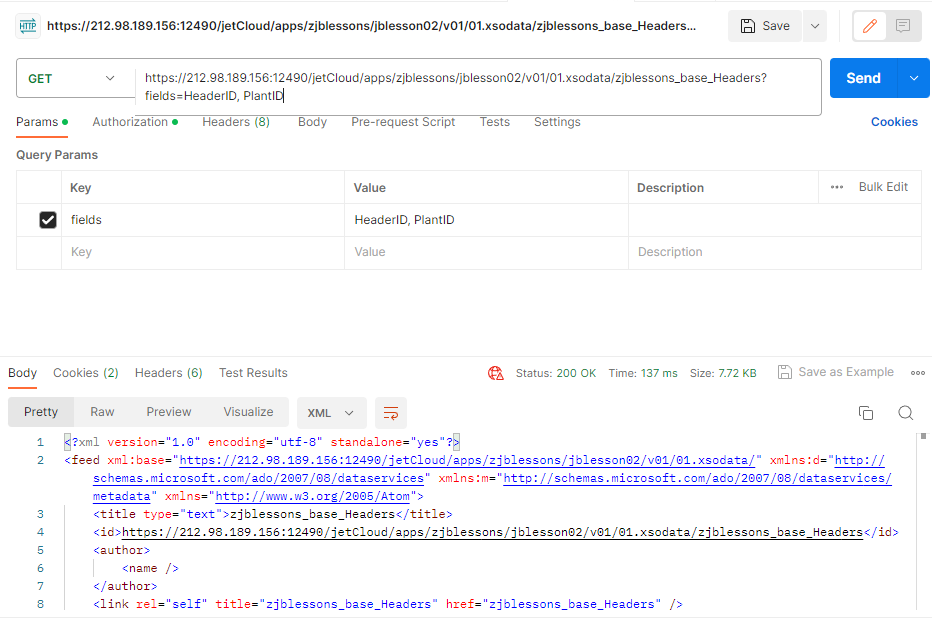 HTTP https://212.98.189.156:12490/jetCloud/apps/zjblessons/jblesson02/v01/01.xsodata/zjblessons_base_Headers... Save
GET https://212.98.189.156:12490/jetCloud/apps/zjblessons/jblesson02/v01/01.xsodata/zjblessons_base_Headers?
fields=HeaderID, PlantID
Send
Params Authorization Headers (8) Body Pre-request Script Tests Settings Cookies
Query Params
Key Value Description ••• Bulk Edit
fields HeaderID, PlantID
Key Value Description
Body Cookies (2) Headers (6) Test Results Status: 200 OK Time: 137 ms Size: 7.72 KB Save as Example •••
Pretty Raw Preview Visualize XML
1 <?xml version="1.0" encoding="utf-8" standalone="yes"?>
2 <feed xml:base="https://212.98.189.156:12490/jetCloud/apps/zjblessons/jblesson02/v01/01.xsodata/" xmlns:d="http://
schemas.microsoft.com/ado/2007/08/dataservices" xmlns:m="http://schemas.microsoft.com/ado/2007/08/dataservices/
metadata" xmlns="http://www.w3.org/2005/Atom">
3 <title type="text">zjblessons_base_Headers</title>
4 <id>https://212.98.189.156:12490/jetCloud/apps/zjblessons/jblesson02/v01/01.xsodata/zjblessons_base_Headers</id>
5 <author>
6 <name />
7 </author>
8 <link rel="self" title="zjblessons_base_Headers" href="zjblessons_base_Headers" />